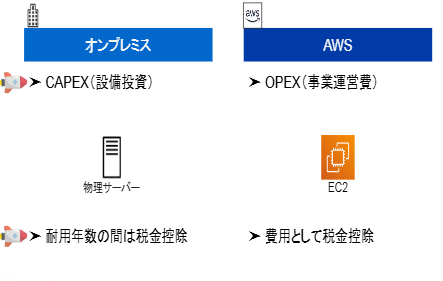 aws
オンプレミス
AWS
➤ CAPEX（設備投資）
➤ OPEX（事業運営費）
物理サーバー
EC2
➤ 耐用年数の間は税金控除
➤ 費用として税金控除